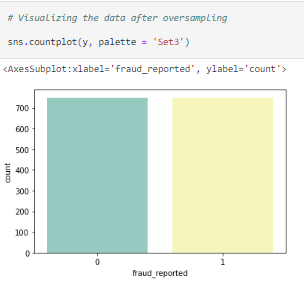 # Visualizing the data after oversampling
sns.countplot(y, palette = 'Set3')
<AxesSubplot:xlabel='fraud_reported', ylabel='count'>
700
600
500
400
300
200
100
0
count
0 1
fraud_reported